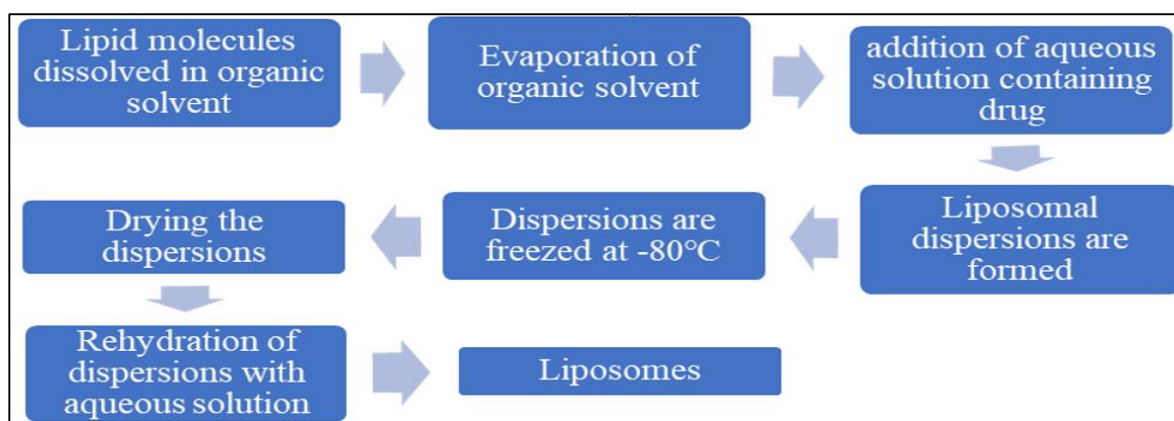 Lipid molecules
dissolved in organic
solvent
Evaporation of
organic solvent
addition of aqueous
solution containing
drug
Liposomal
dispersions are
formed
Dispersions are
freezed at -80°C
Drying the
dispersions
Rehydration of
dispersions with
aqueous solution
Liposomes